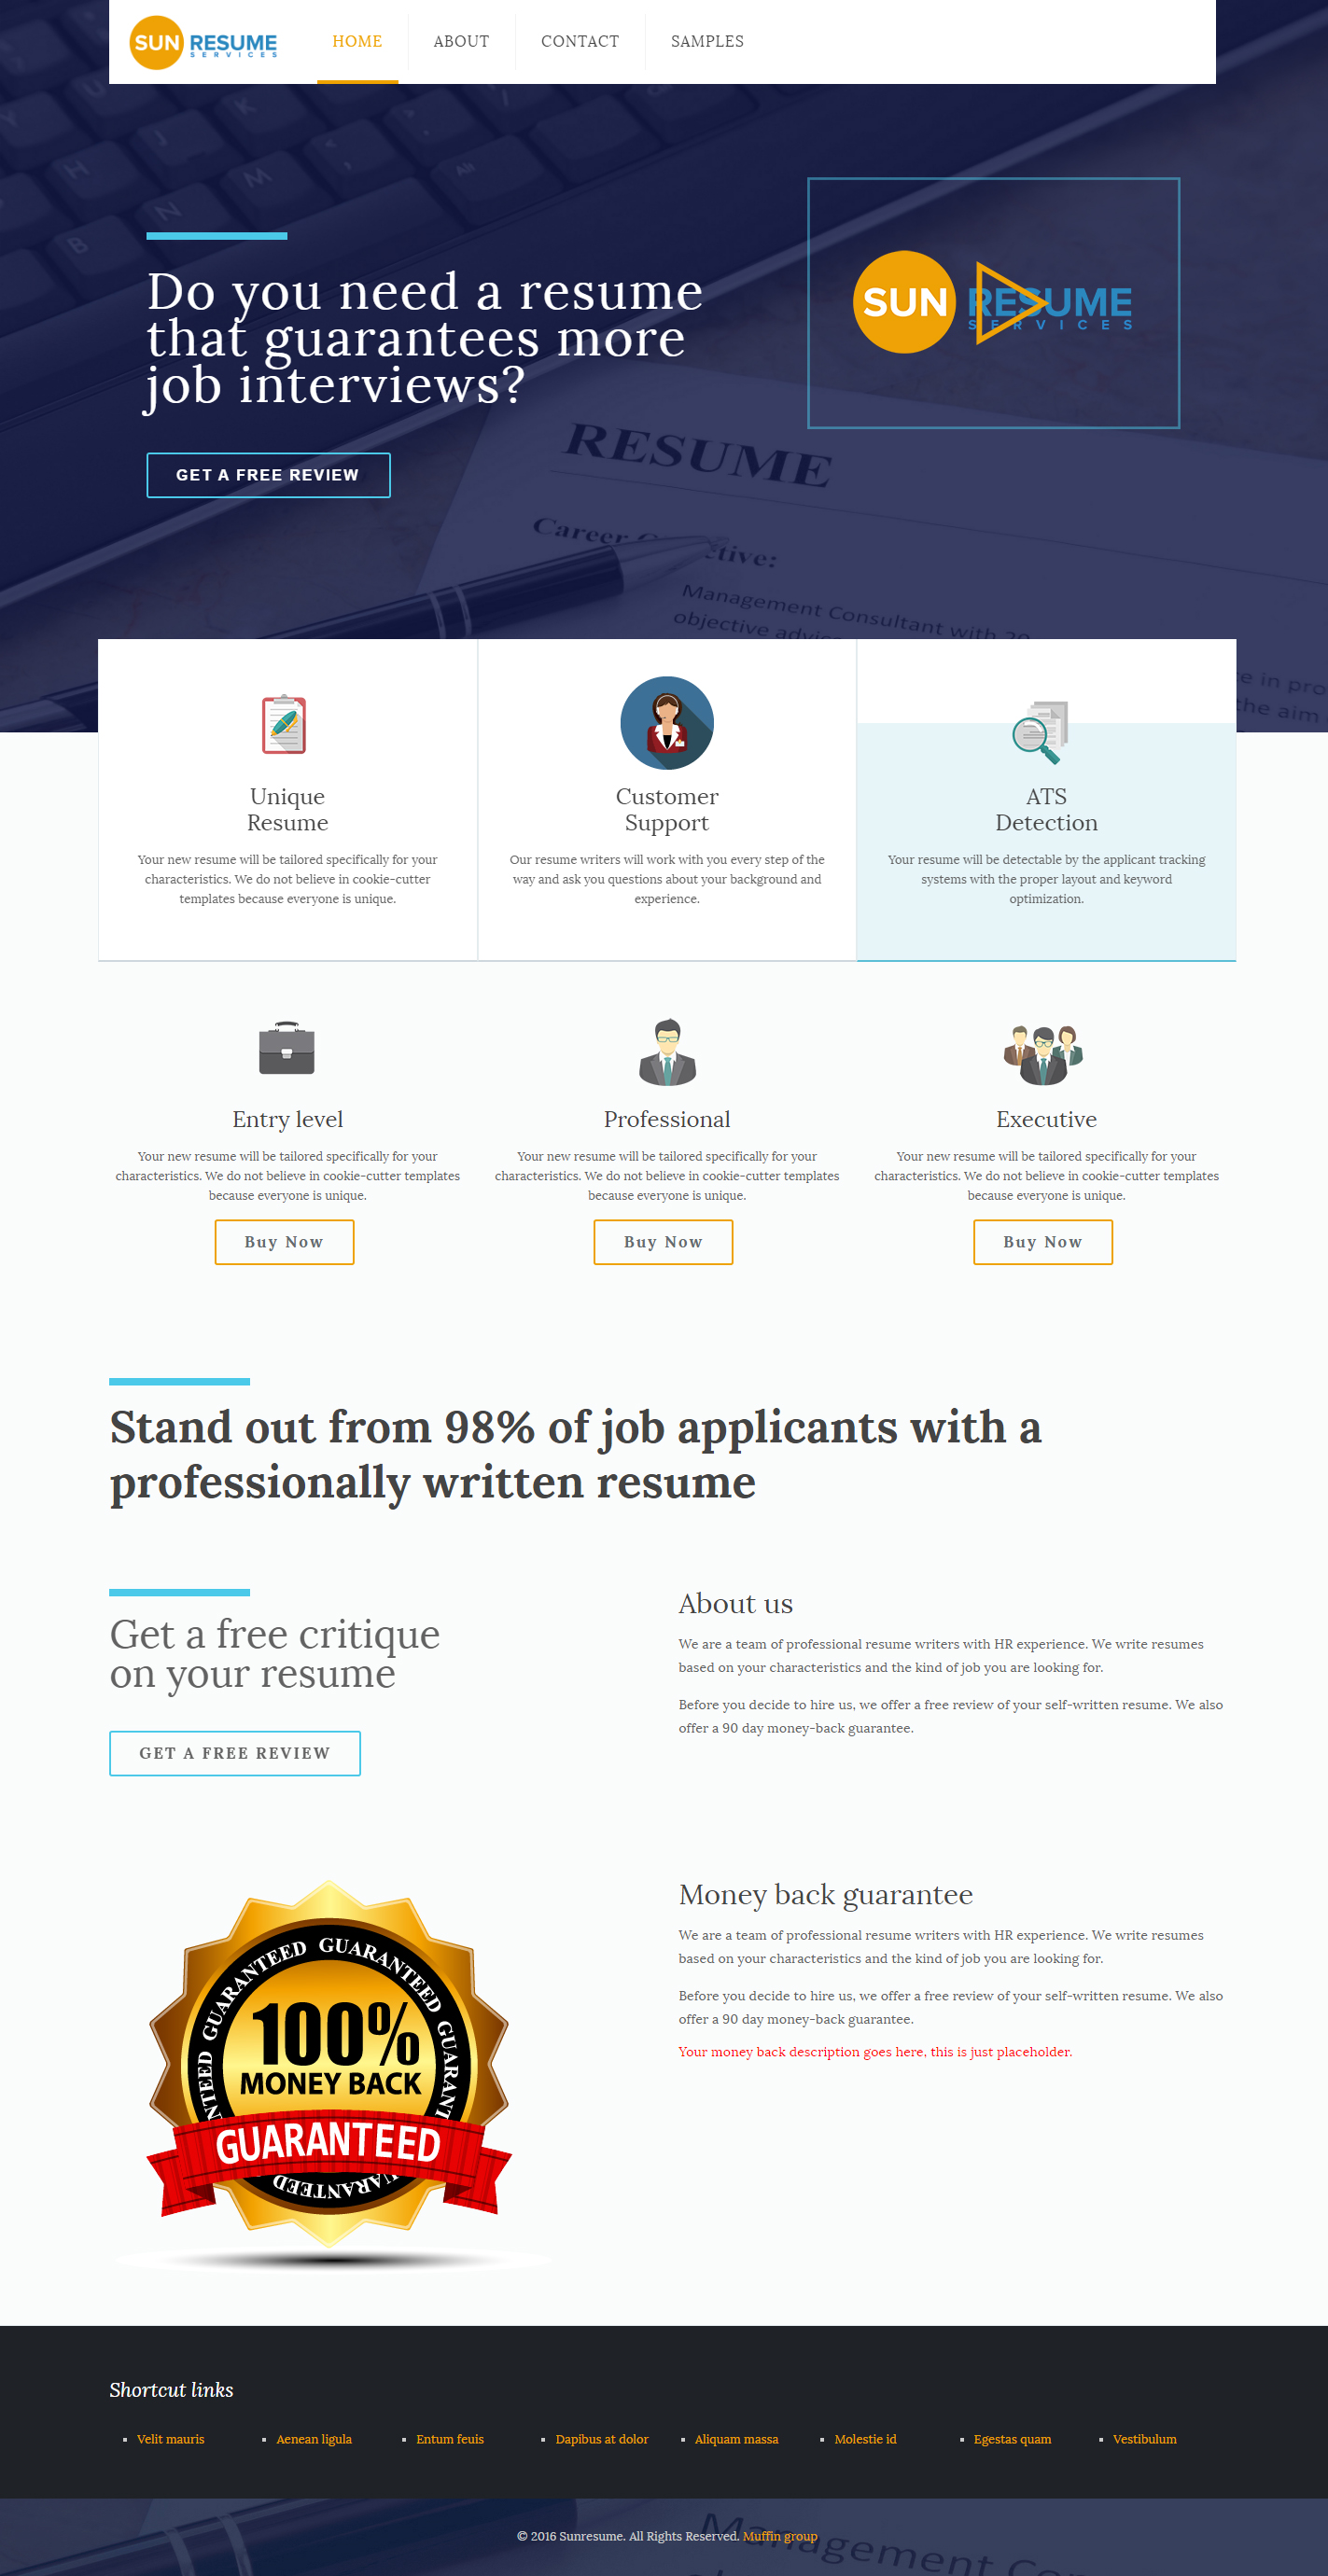 SUN RESUME
SERVICES
HOME
ABOUT
CONTACT
SAMPLES
Do you need a resume
that guarantees more
job interviews?
GET A FREE REVIEW
SUN RESUME
SERVICES
RESUME
Management Consultant with 20
Unique
Resume
Your new resume will be tailored specifically for your
characteristics. We do not believe in cookie-cutter
templates because everyone is unique.
Customer
Support
Our resume writers will work with you every step of the
way and ask you questions about your background and
experience.
ATS
Detection
Your resume will be detectable by the applicant tracking
systems with the proper layout and keyword
optimization.
Entry level
Your new resume will be tailored specifically for your
characteristics. We do not believe in cookie-cutter templates
because everyone is unique.
Buy Now
Professional
Your new resume will be tailored specifically for your
characteristics. We do not believe in cookie-cutter templates
because everyone is unique.
Buy Now
Executive
Your new resume will be tailored specifically for your
characteristics. We do not believe in cookie-cutter templates
because everyone is unique.
Buy Now
Stand out from 98% of job applicants with a
professionally written resume
Get a free critique
on your resume
GET A FREE REVIEW
About us
We are a team of professional resume writers with HR experience. We write resumes
based on your characteristics and the kind of job you are looking for.
Before you decide to hire us, we offer a free review of your self-written resume. We also
offer a 90 day money-back guarantee.
GUARANTEED GUARANTEED
100%
MONEY BACK
GUARANTEED
Money back guarantee
We are a team of professional resume writers with HR experience. We write resumes
based on your characteristics and the kind of job you are looking for.
Before you decide to hire us, we offer a free review of your self-written resume. We also
offer a 90 day money-back guarantee.
Your money back description goes here, this is just placeholder.
Shortcut links
Velit mauris
Aenean ligula
Entum feuis
Dapibus at dolor
Aliquam massa
Molestie id
Egestas quam
Vestibulum
© 2016 Sunresume. All Rights Reserved. Muffin group